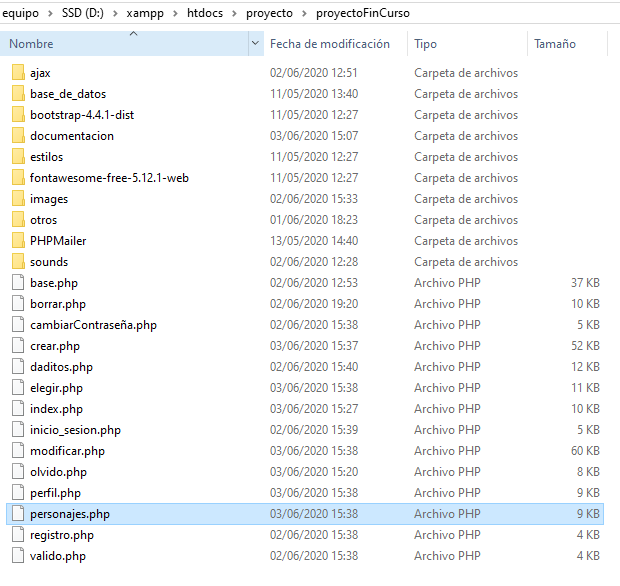 equipo > SSD (D:) > xampp > htdocs > proyecto > proyectoFinCurso
Nombre Fecha de modificación Tipo Tamaño
ajax 02/06/2020 12:51 Carpeta de archivos
base_de_datos 11/05/2020 13:40 Carpeta de archivos
bootstrap-4.4.1-dist 11/05/2020 12:27 Carpeta de archivos
documentacion 03/06/2020 15:07 Carpeta de archivos
estilos 11/05/2020 12:27 Carpeta de archivos
fontawesome-free-5.12.1-web 11/05/2020 12:27 Carpeta de archivos
images 02/06/2020 15:33 Carpeta de archivos
otros 01/06/2020 18:23 Carpeta de archivos
PHPMailer 13/05/2020 14:40 Carpeta de archivos
sounds 02/06/2020 12:28 Carpeta de archivos
base.php 02/06/2020 12:53 Archivo PHP 37 KB
borrar.php 02/06/2020 19:20 Archivo PHP 10 KB
cambiarContraseña.php 02/06/2020 15:38 Archivo PHP 5 KB
crear.php 03/06/2020 15:37 Archivo PHP 52 KB
daditos.php 02/06/2020 15:40 Archivo PHP 12 KB
elegir.php 03/06/2020 15:38 Archivo PHP 11 KB
index.php 03/06/2020 15:27 Archivo PHP 10 KB
inicio_sesion.php 02/06/2020 15:39 Archivo PHP 5 KB
modificar.php 03/06/2020 15:38 Archivo PHP 60 KB
olvido.php 03/06/2020 15:20 Archivo PHP 8 KB
perfil.php 03/06/2020 15:38 Archivo PHP 9 KB
personajes.php 03/06/2020 15:38 Archivo PHP 9 KB
registro.php 02/06/2020 15:38 Archivo PHP 4 KB
valido.php 02/06/2020 15:38 Archivo PHP 4 KB